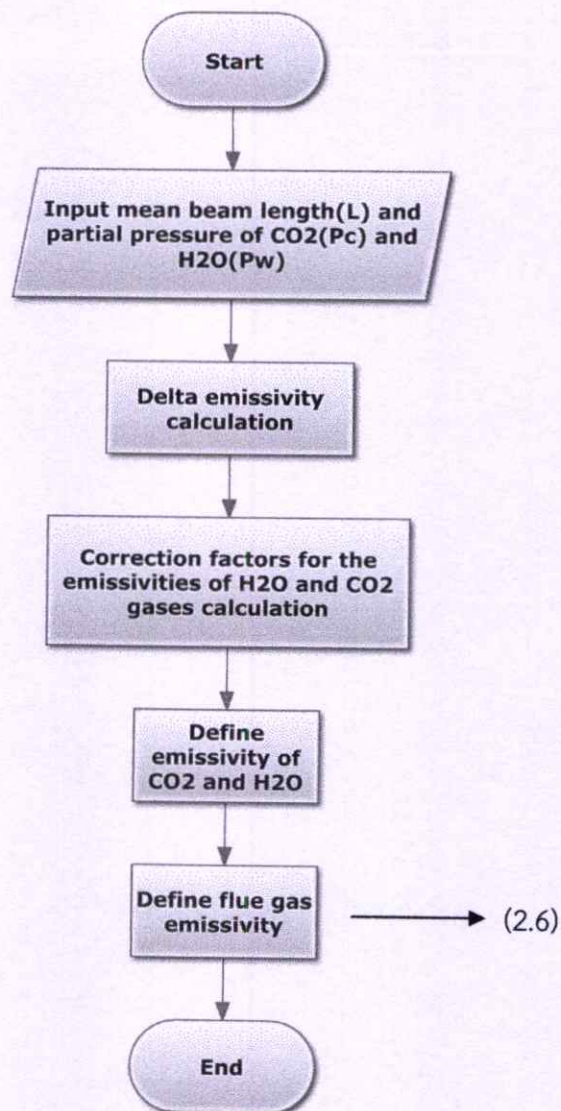 Start
Input mean beam length(L) and
partial pressure of CO2(Pc) and
H2O(Pw)
Delta emissivity
calculation
Correction factors for the
emissivities of H2O and CO2
gases calculation
Define
emissivity of
CO2 and H2O
Define flue gas
emissivity
(2.6)
End